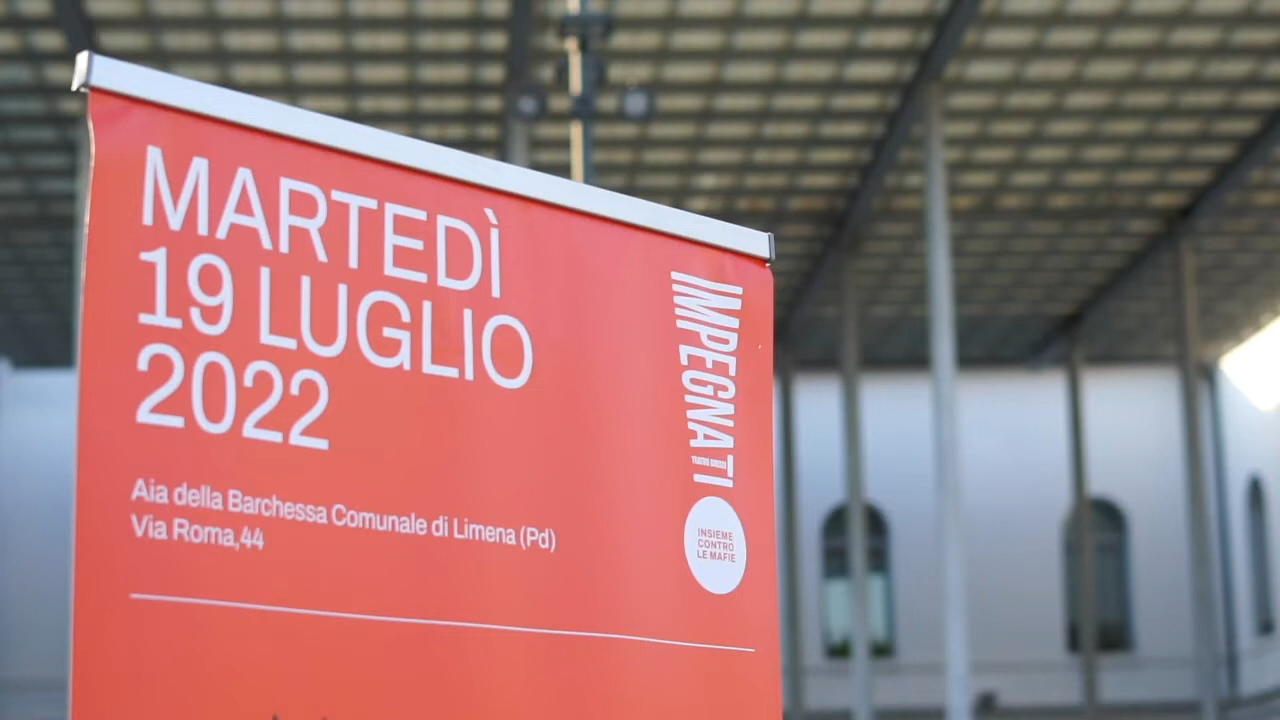 MARTEDÌ
19 LUGLIO
2022
Aia della Barchessa Comunale di Limena (Pd)
Via Roma,44
IMPEGNATI
INSIEME
CONTRO
LE MAFIE